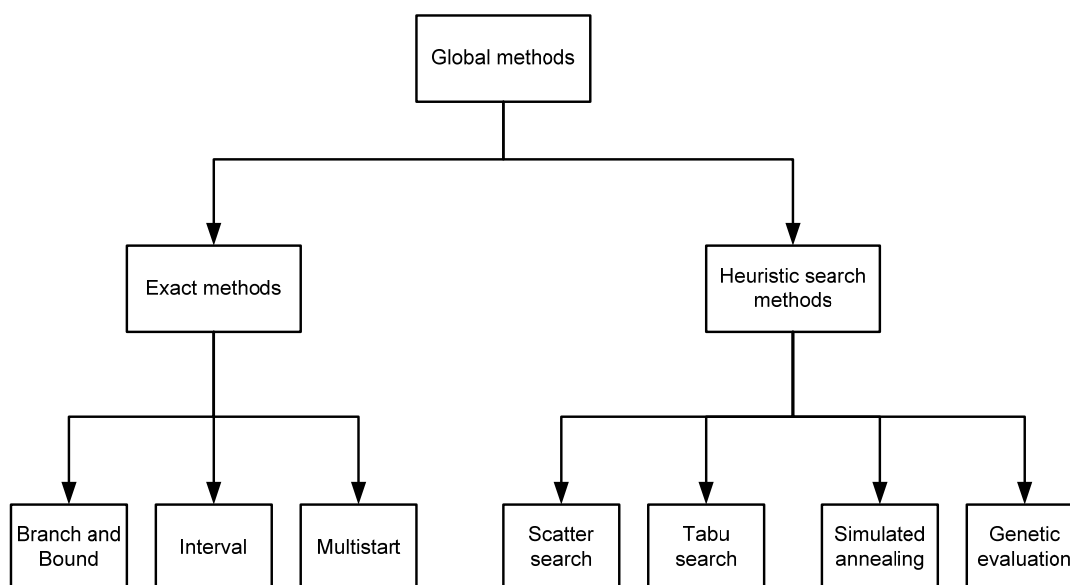 Global methods
Exact methods
Heuristic search
methods
Branch and
Bound
Interval
Multistart
Scatter
search
Tabu
search
Simulated
annealing
Genetic
evaluation